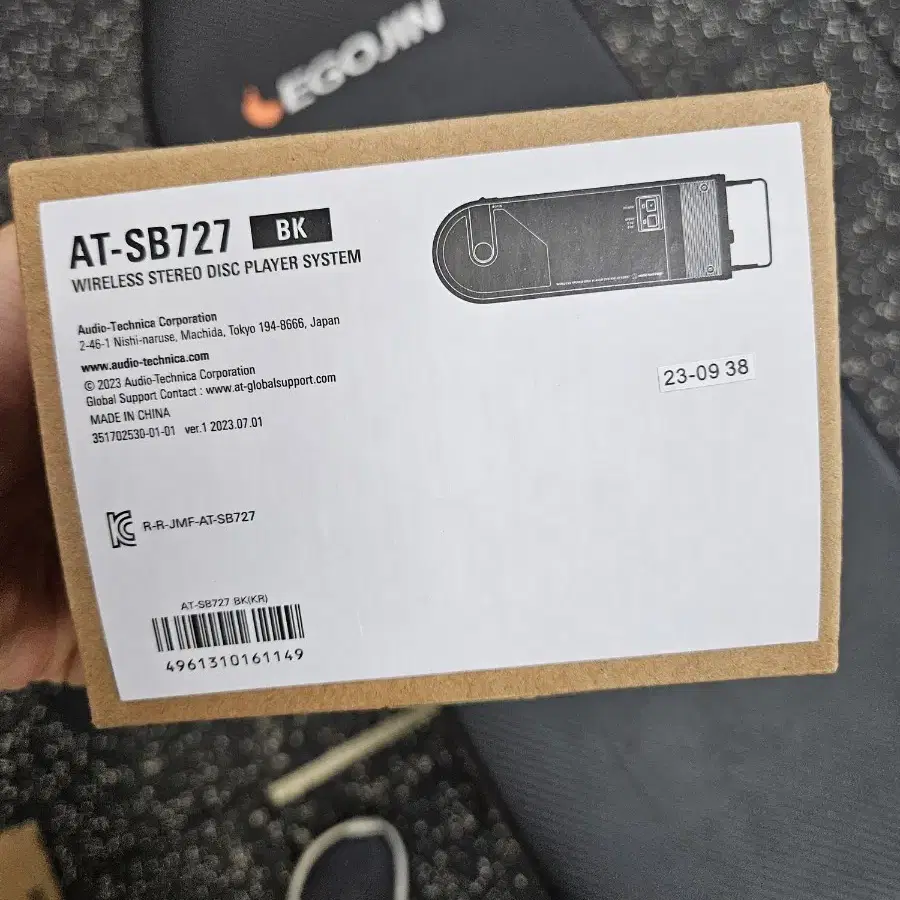 EGOJIN
AT-SB727 BK
WIRELESS STEREO DISC PLAYER SYSTEM
Audio-Technica Corporation
2-46-1 Nishi-naruse, Machida, Tokyo 194-8666, Japan
www.audio-technica.com
© 2023 Audio-Technica Corporation
Global Support Contact : www.at-globalsupport.com
MADE IN CHINA
351702530-01-01 ver.1 2023.07.01
23-09 38
R-R-JMF-AT-SB727
AT-SB727 BK(KR)
4961310161149